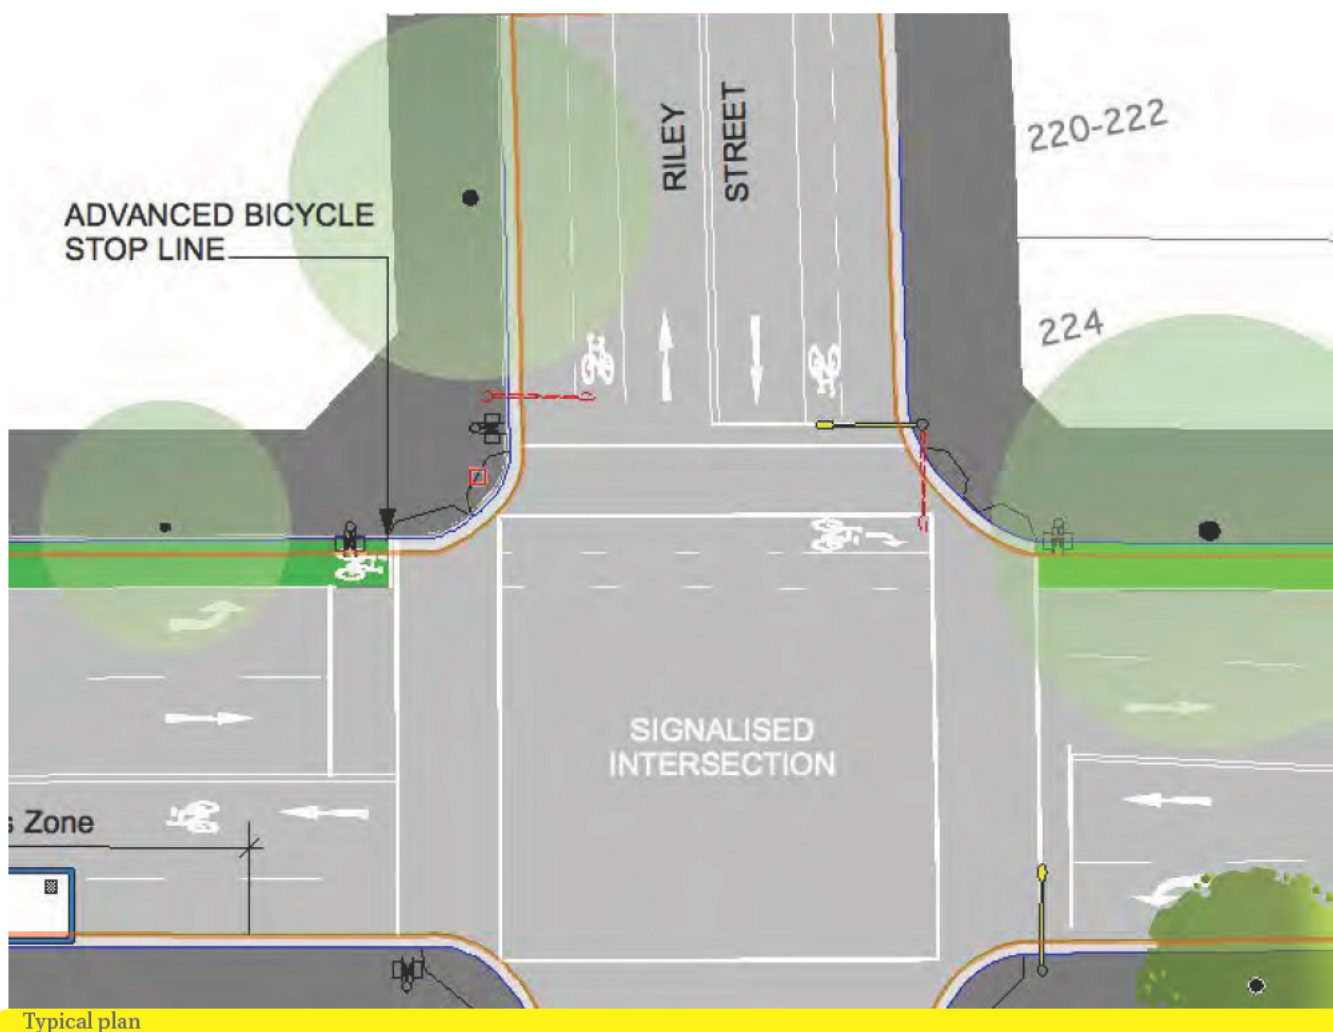 RILEY
STREET
220-222
ADVANCED BICYCLE
STOP LINE
224
SIGNALISED
INTERSECTION
s Zone
Typical plan